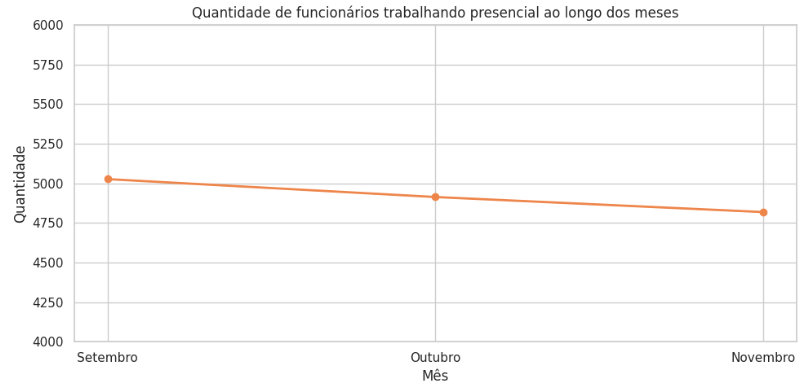 Quantidade de funcionários trabalhando presencial ao longo dos meses
6000
5750
5500
5250
5000
4750
4500
4250
4000
Quantidade
Setembro
Outubro
Novembro
Mês